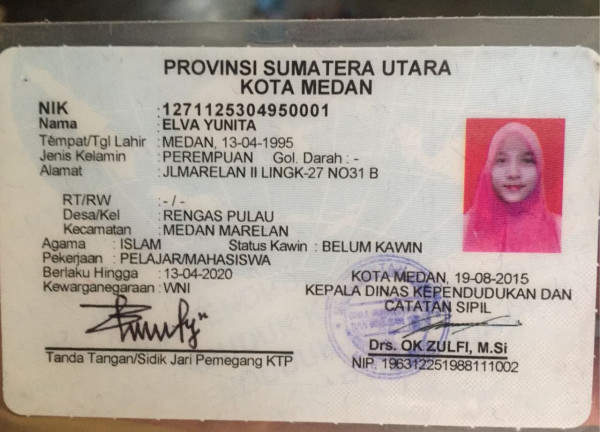 PROVINSI SUMATERA UTARA
KOTA MEDAN
NIK : 1271125304950001
Nama : ELVA YUNITA
Tempat/Tgl Lahir : MEDAN, 13-04-1995
Jenis Kelamin : PEREMPUAN Gol. Darah : -
Alamat : JLMARELAN II LINGK-27 NO31 B
RT/RW : - / -
Desa/Kel : RENGAS PULAU
Kecamatan : MEDAN MARELAN
Agama : ISLAM Status Kawin : BELUM KAWIN
Pekerjaan : PELAJAR/MAHASISWA
Berlaku Hingga : 13-04-2020
Kewarganegaraan : WNI
KOTA MEDAN, 19-08-2015
KEPALA DINAS KEPENDUDUKAN DAN
CATATAN SIPIL
Drs. OK ZULFI, M.Si
NIP. 196312251988111002
Tanda Tangan/Sidik Jari Pemegang KTP